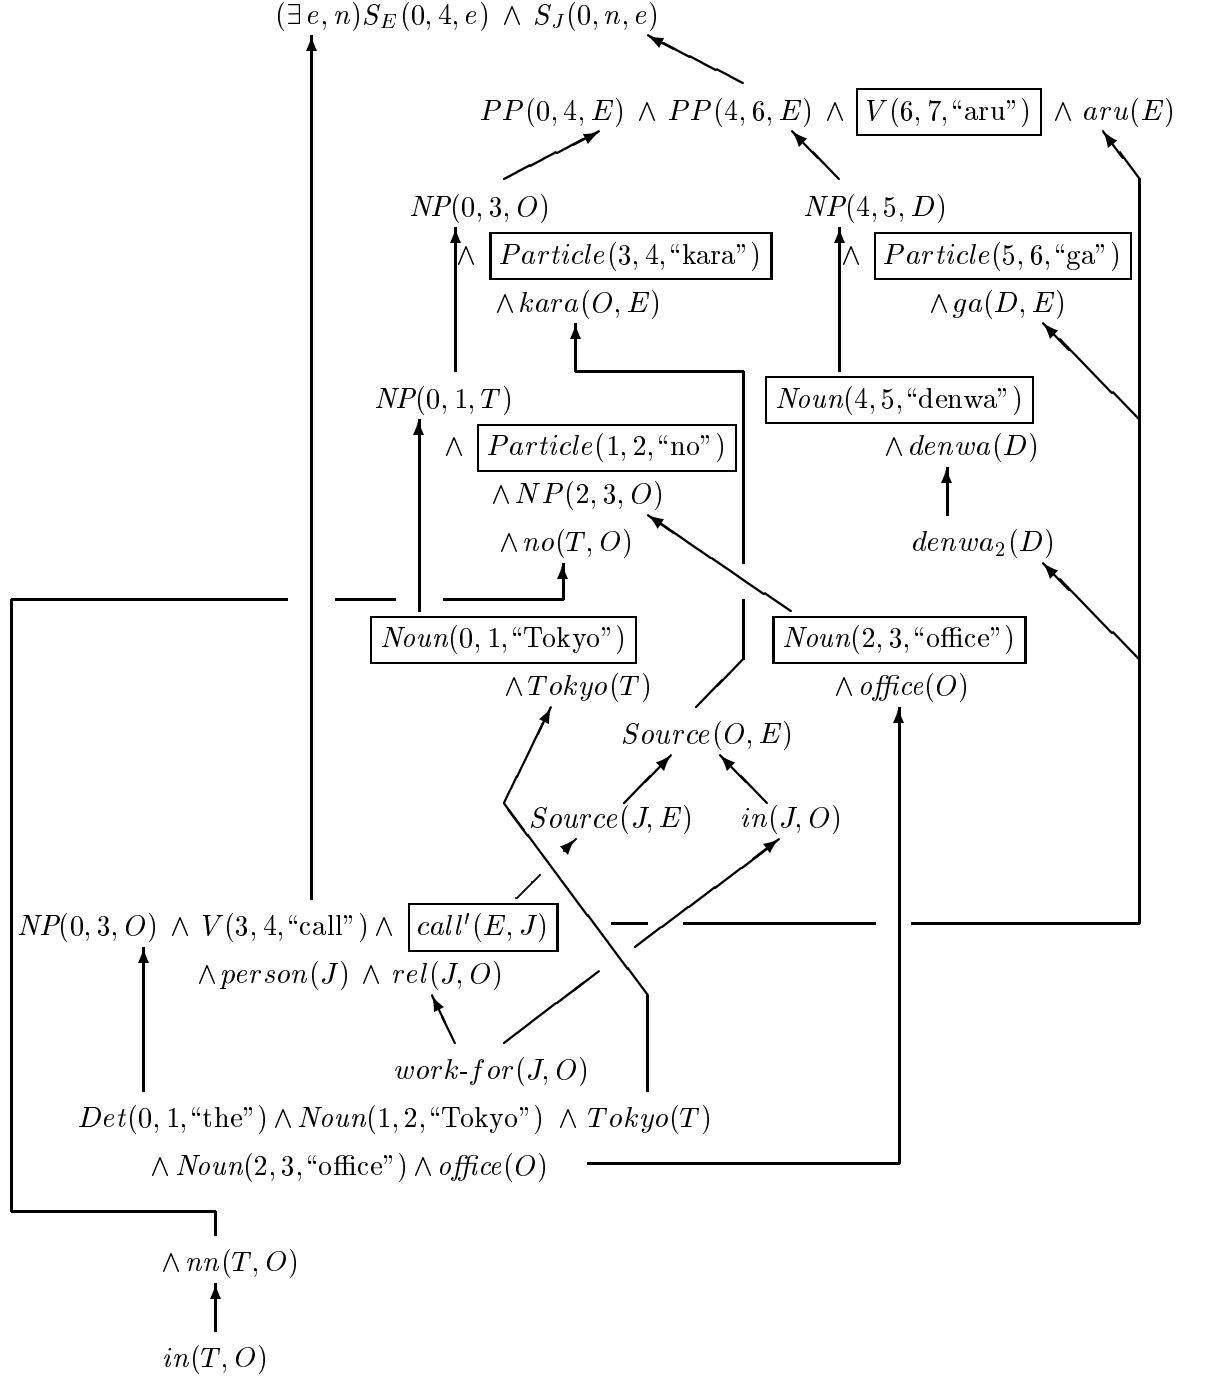 (∃ e, n)S_E(0, 4, e) ∧ S_J(0, n, e)
PP(0, 4, E) ∧ PP(4, 6, E) ∧ V(6, 7, “aru”) ∧ aru(E)
NP(0, 3, O)
NP(4, 5, D)
∧ Particle(3, 4, “kara”)
∧ Particle(5, 6, “ga”)
∧ kara(O, E)
∧ ga(D, E)
NP(0, 1, T)
Noun(4, 5, “denwa”)
∧ Particle(1, 2, “no”)
∧ denwa(D)
∧ NP(2, 3, O)
∧ no(T, O)
denwa₂(D)
Noun(0, 1, “Tokyo”)
Noun(2, 3, “office”)
∧ Tokyo(T)
∧ office(O)
Source(O, E)
Source(J, E)
in(J, O)
NP(0, 3, O) ∧ V(3, 4, “call”) ∧ call′(E, J)
∧ person(J) ∧ rel(J, O)
work-for(J, O)
Det(0, 1, “the”) ∧ Noun(1, 2, “Tokyo”) ∧ Tokyo(T)
∧ Noun(2, 3, “office”) ∧ office(O)
∧ nn(T, O)
in(T, O)